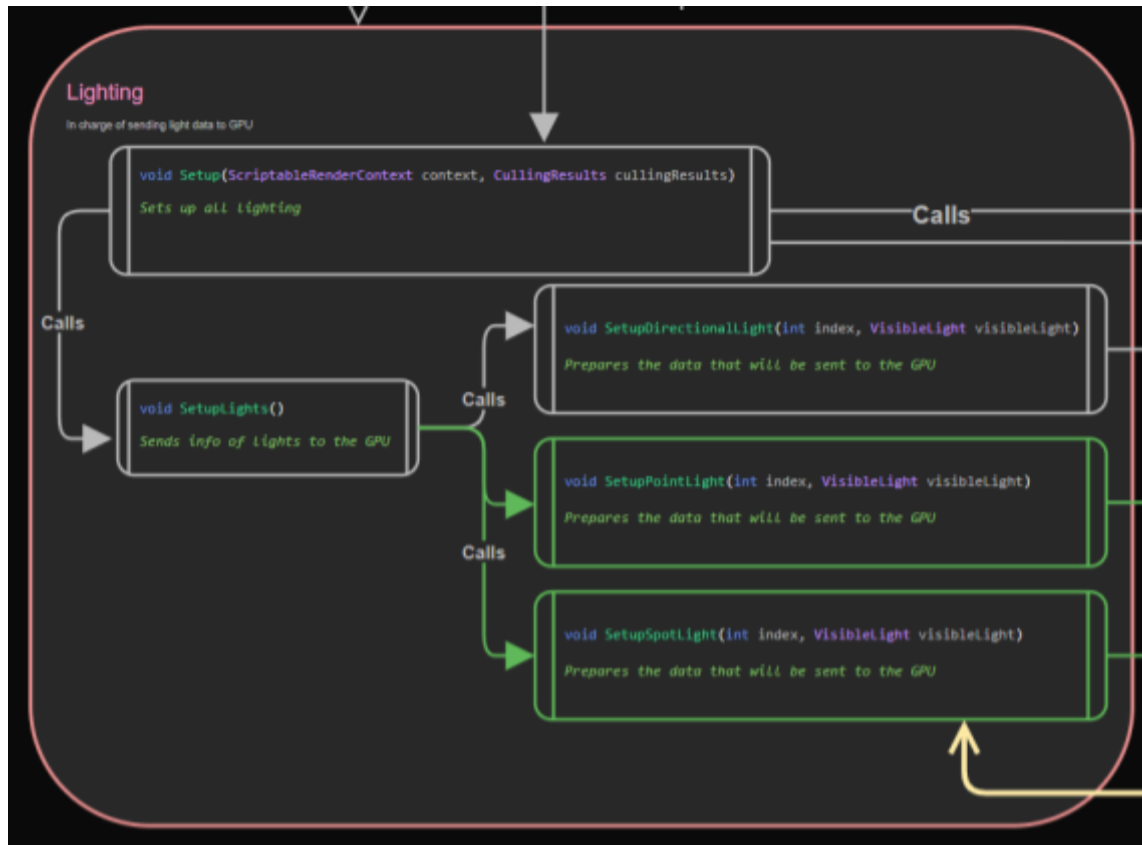 Lighting
In charge of sending light data to GPU
void Setup(ScriptableRenderContext context, CullingResults cullingResults)
Sets up all lighting
Calls
Calls
void SetupLights()
Sends info of lights to the GPU
Calls
void SetupDirectionalLight(int index, VisibleLight visibleLight)
Prepares the data that will be sent to the GPU
void SetupPointLight(int index, VisibleLight visibleLight)
Prepares the data that will be sent to the GPU
Calls
void SetupSpotLight(int index, VisibleLight visibleLight)
Prepares the data that will be sent to the GPU